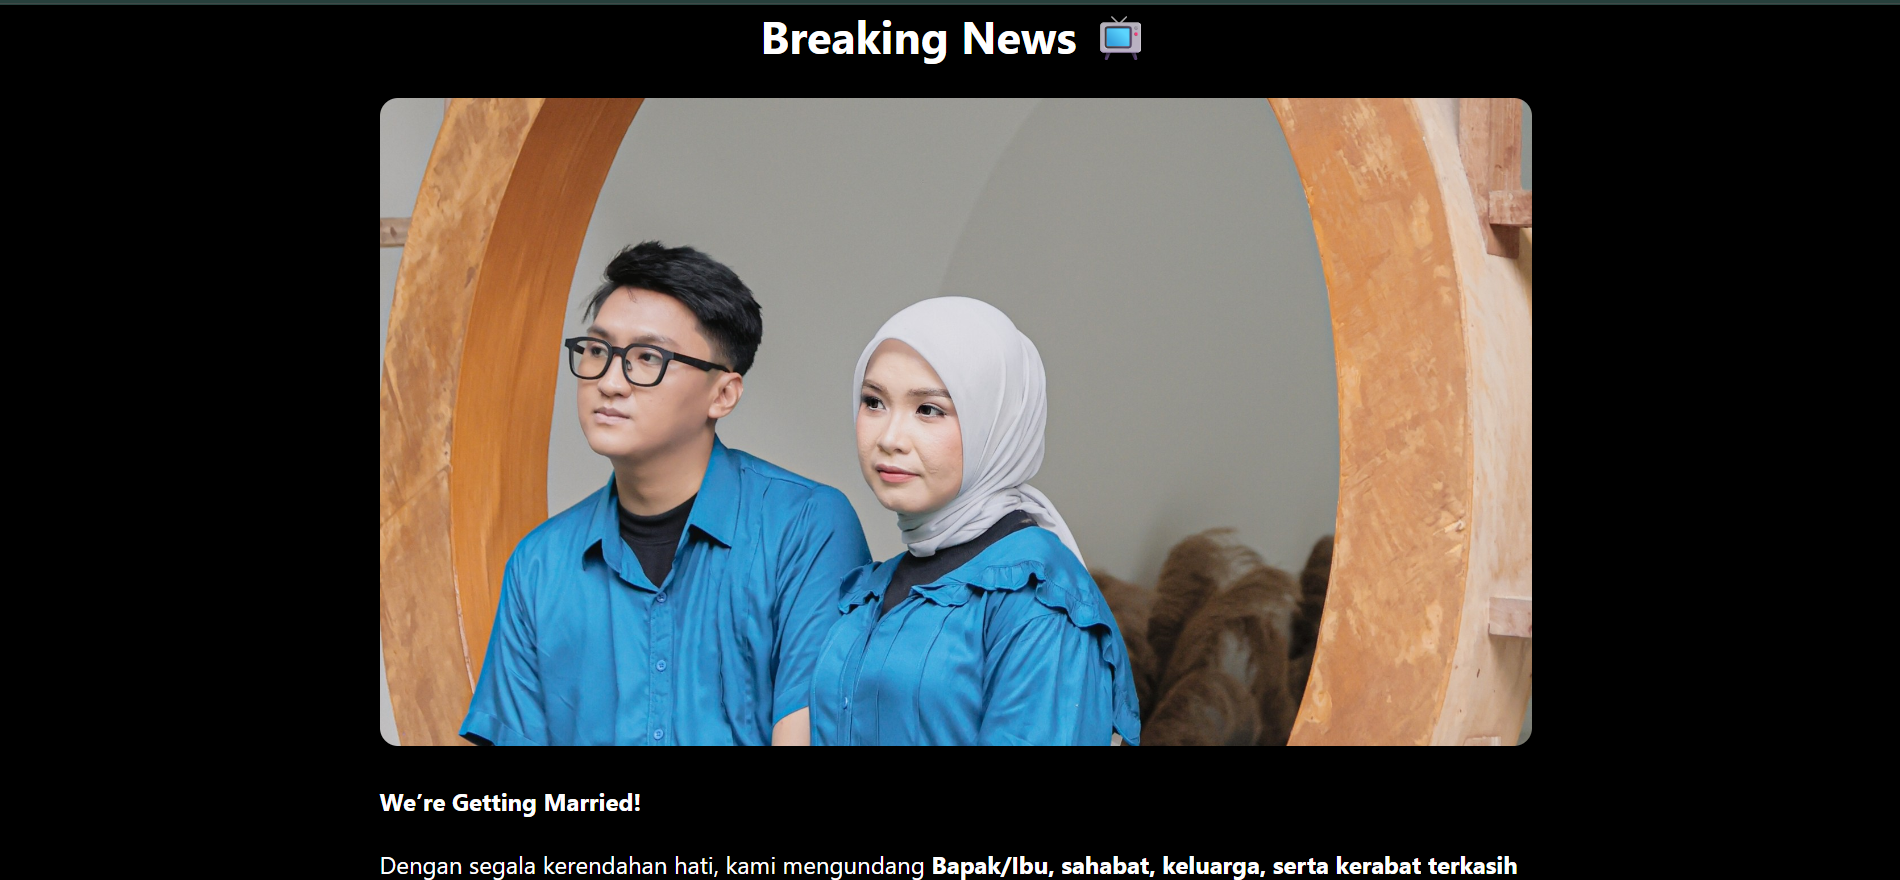 Breaking News 📺
We’re Getting Married!
Dengan segala kerendahan hati, kami mengundang Bapak/Ibu, sahabat, keluarga, serta kerabat terkasih